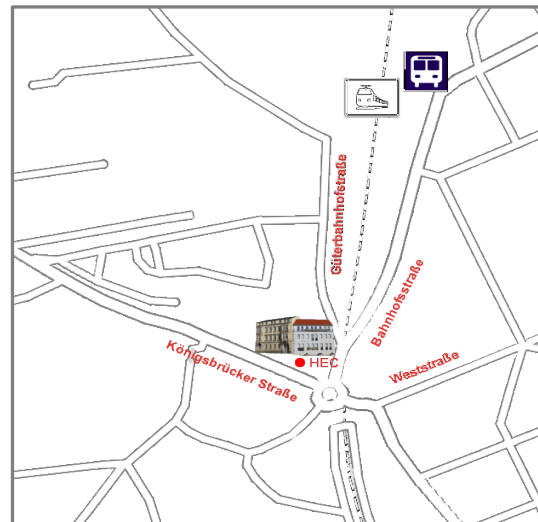 Güterbahnhofstraße
Bahnhofsstraße
Weststraße
Königsbrücker Straße
HEC